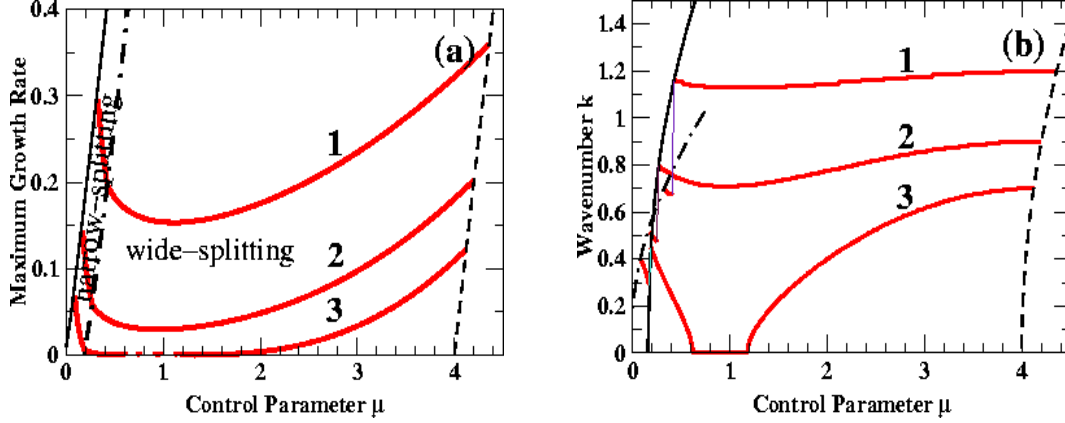 0.4
(a)
Maximum Growth Rate
0.3
narrow-splitting
1
0.2
wide-splitting
2
0.1
3
0
0 1 2 3 4
Control Parameter μ
1.4
(b)
1
1.2
Wavenumber k
1
2
0.8
3
0.6
0.4
0.2
0
0 1 2 3 4
Control Parameter μ